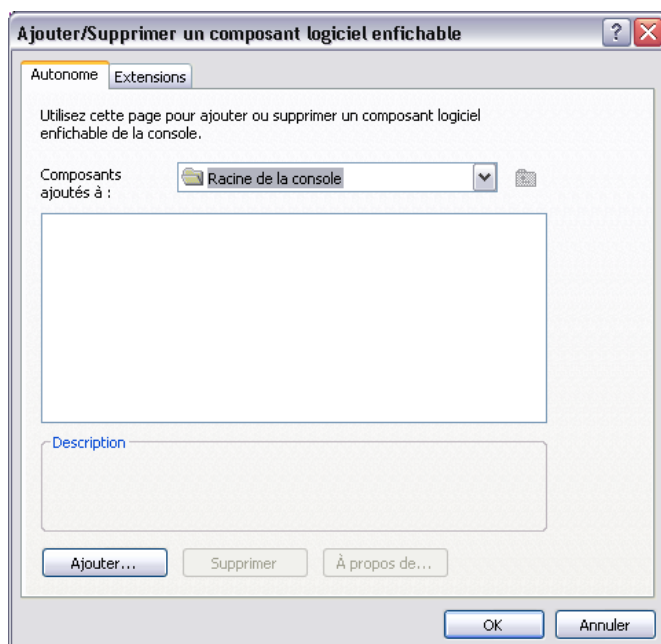 Ajouter/Supprimer un composant logiciel enfichable
Autonome
Extensions
Utilisez cette page pour ajouter ou supprimer un composant logiciel
enfichable de la console.
Composants
ajoutés à :
Racine de la console
Description
Ajouter...
Supprimer
À propos de...
OK
Annuler